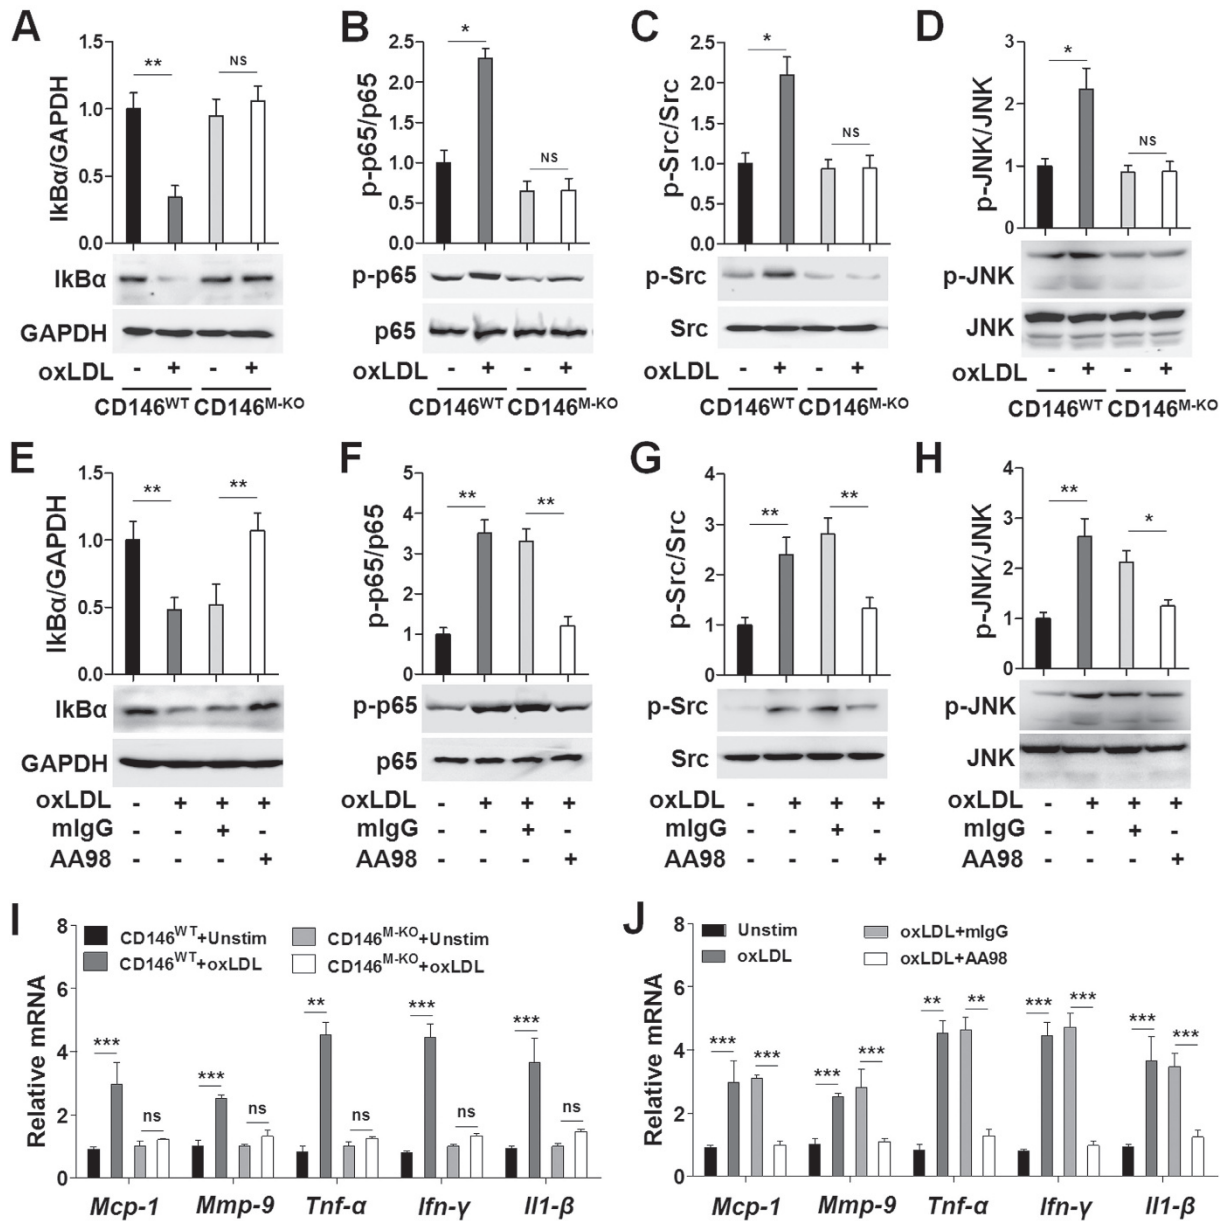 A
B
C
D
IkBα/GAPDH
1.5
1.0
0.5
0.0
**
NS
IkBα
GAPDH
oxLDL - + - +
CD146WT CD146M-KO
p-p65/p65
2.5
2.0
1.5
1.0
0.5
0.0
*
NS
p-p65
p65
oxLDL - + - +
CD146WT CD146M-KO
p-Src/Src
2.5
2.0
1.5
1.0
0.5
0.0
*
NS
p-Src
Src
oxLDL - + - +
CD146WT CD146M-KO
p-JNK/JNK
3
2
1
0
*
NS
p-JNK
JNK
oxLDL - + - +
CD146WT CD146M-KO
E
F
G
H
IkBα/GAPDH
1.5
1.0
0.5
0.0
** **
IkBα
GAPDH
oxLDL - + + +
mIgG - - + -
AA98 - - - +
p-p65/p65
5
4
3
2
1
0
** **
p-p65
p65
oxLDL - + + +
mIgG - - + -
AA98 - - - +
p-Src/Src
4
3
2
1
0
** **
p-Src
Src
oxLDL - + + +
mIgG - - + -
AA98 - - - +
p-JNK/JNK
4
3
2
1
0
** *
p-JNK
JNK
oxLDL - + + +
mIgG - - + -
AA98 - - - +
I
Relative mRNA
8
6
4
2
0
CD146WT+Unstim CD146M-KO+Unstim
CD146WT+oxLDL CD146M-KO+oxLDL
*** ns *** ns ** ns *** ns *** ns
Mcp-1 Mmp-9 Tnf-α Ifn-γ Il1-β
J
Relative mRNA
8
6
4
2
0
Unstim oxLDL+mIgG
oxLDL oxLDL+AA98
*** *** *** *** ** ** *** *** *** ***
Mcp-1 Mmp-9 Tnf-α Ifn-γ Il1-β